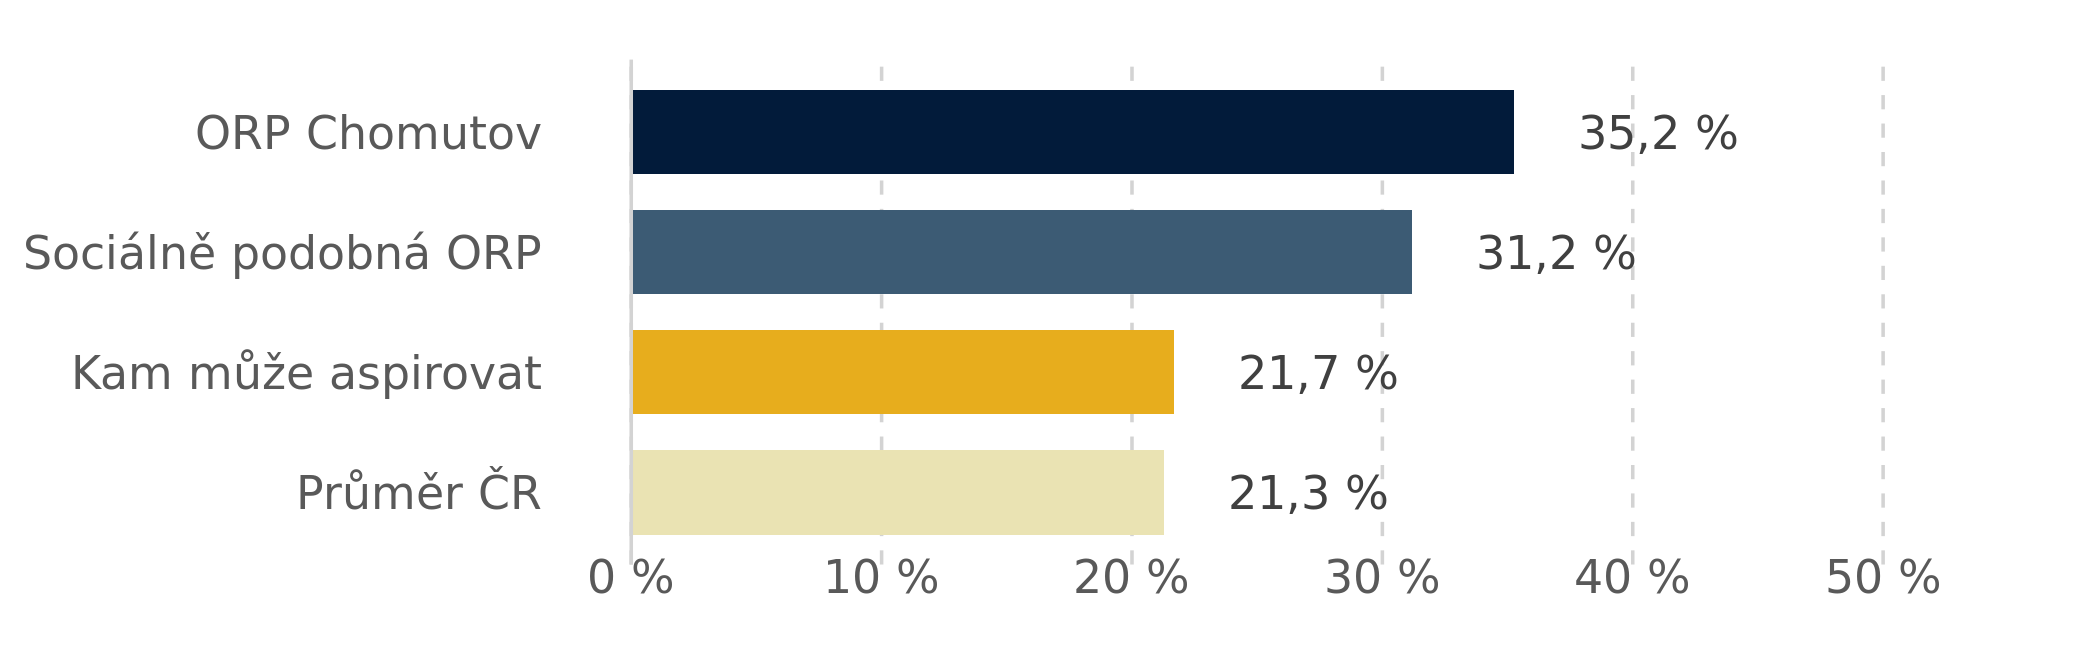 ORP Chomutov 35,2 %
Sociálně podobná ORP 31,2 %
Kam může aspirovat 21,7 %
Průměr ČR 21,3 %
0 % 10 % 20 % 30 % 40 % 50 %